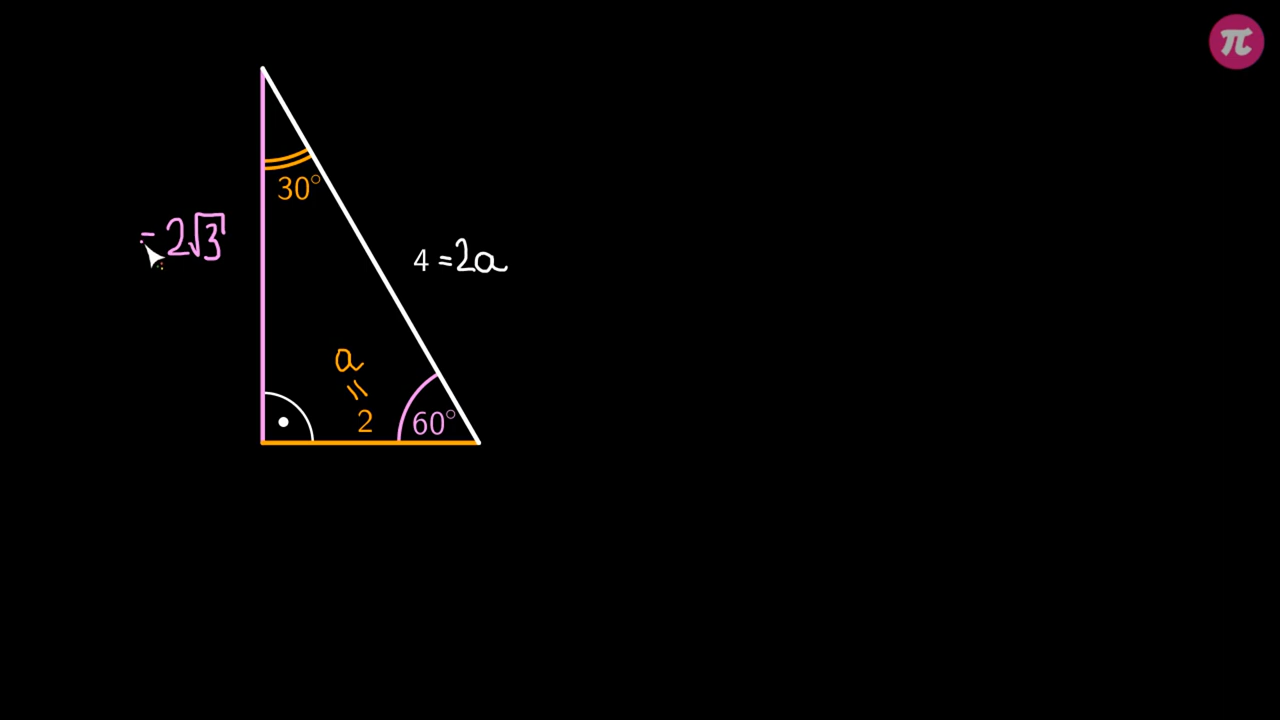 30°
= 2√3
4 = 2a
a
=
2
60°
π